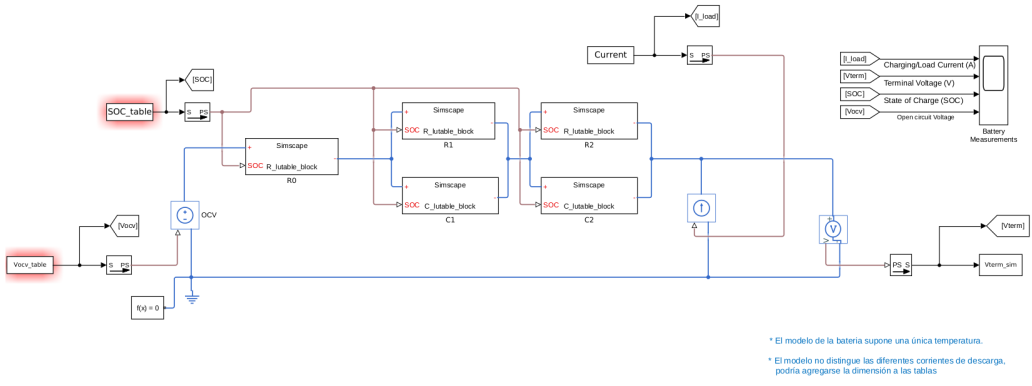 [I_load]
Current
S PS
[I_load]
Charging/Load Current (A)
[Vterm]
Terminal Voltage (V)
[SOC]
State of Charge (SOC)
[Vocv]
Open circuit Voltage
Battery
Measurements
[SOC]
SOC_table
S PS
Simscape
SOC R_lutable_block
R1
Simscape
SOC R_lutable_block
R2
+
Simscape
-
SOC R_lutable_block
R0
Simscape
SOC C_lutable_block
C1
Simscape
SOC C_lutable_block
C2
OCV
[Vocv]
Vocv_table
S PS
V
[Vterm]
PS S
Vterm_sim
f(x) = 0
* El modelo de la bateria supone una única temperatura.
* El modelo no distingue las diferentes corrientes de descarga,
podría agregarse la dimensión a las tablas